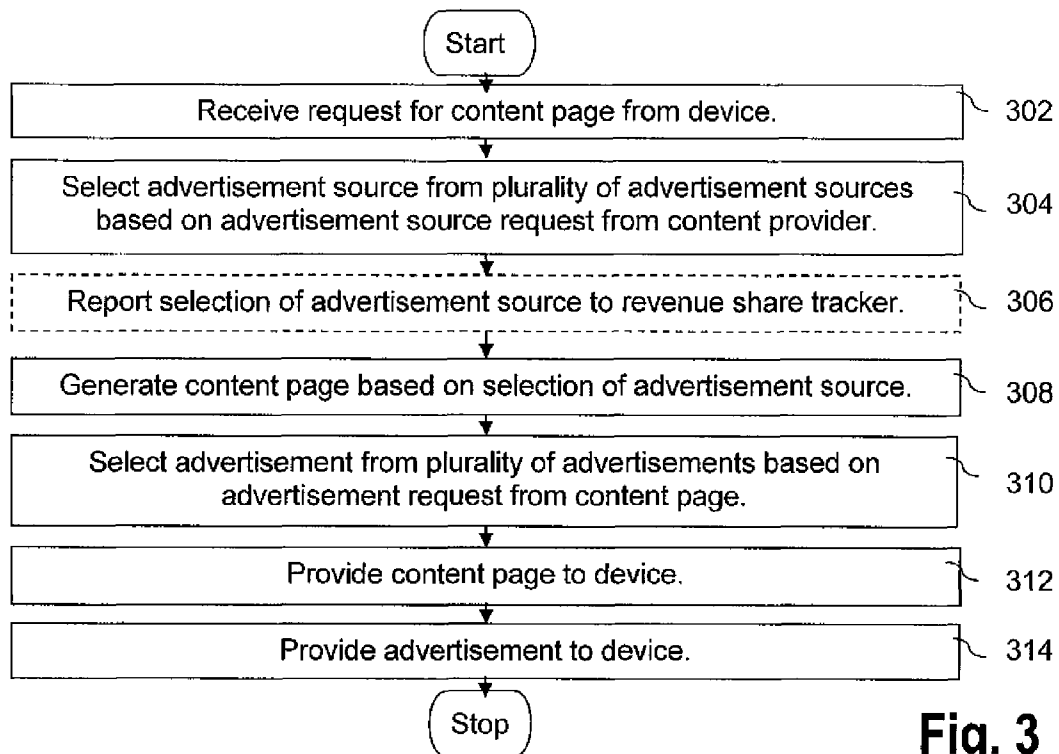 Start
Receive request for content page from device.
302
Select advertisement source from plurality of advertisement sources
based on advertisement source request from content provider.
304
Report selection of advertisement source to revenue share tracker.
306
Generate content page based on selection of advertisement source.
308
Select advertisement from plurality of advertisements based on
advertisement request from content page.
310
Provide content page to device.
312
Provide advertisement to device.
314
Stop
Fig. 3